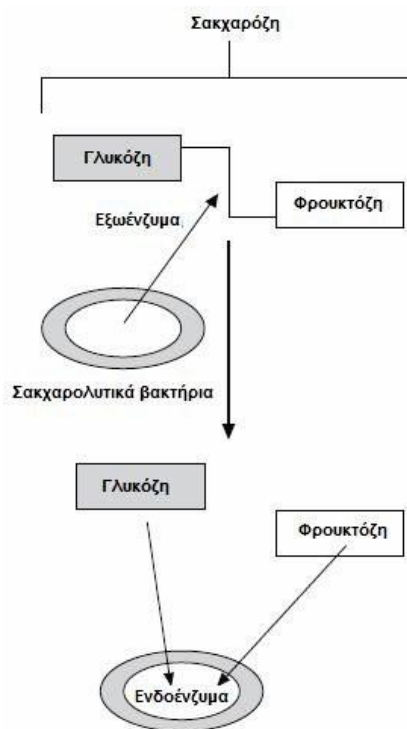 Σακχαρόζη
Γλυκόζη
Φρουκτόζη
Εξωένζυμα
Σακχαρολυτικά βακτήρια
Γλυκόζη
Φρουκτόζη
Ενδοένζυμα